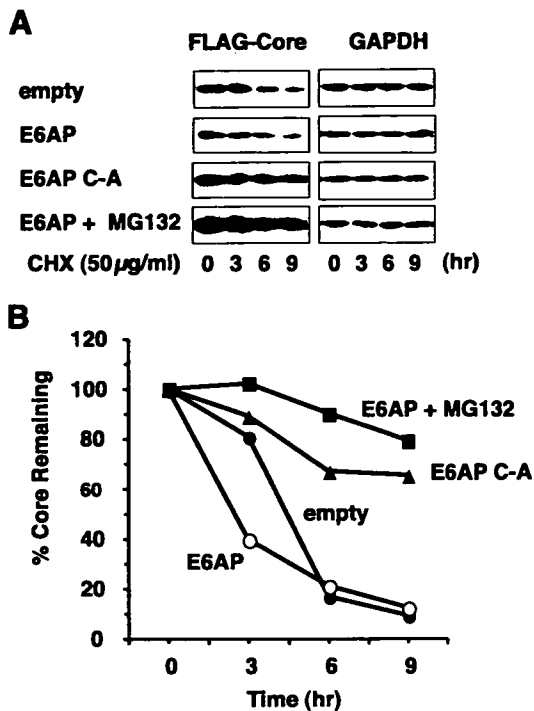 A
FLAG-Core GAPDH
empty
E6AP
E6AP C-A
E6AP + MG132
CHX (50µg/ml) 0 3 6 9 0 3 6 9 (hr)
B
120
100
80
60
40
20
0
% Core Remaining
E6AP + MG132
E6AP C-A
empty
E6AP
0 3 6 9
Time (hr)